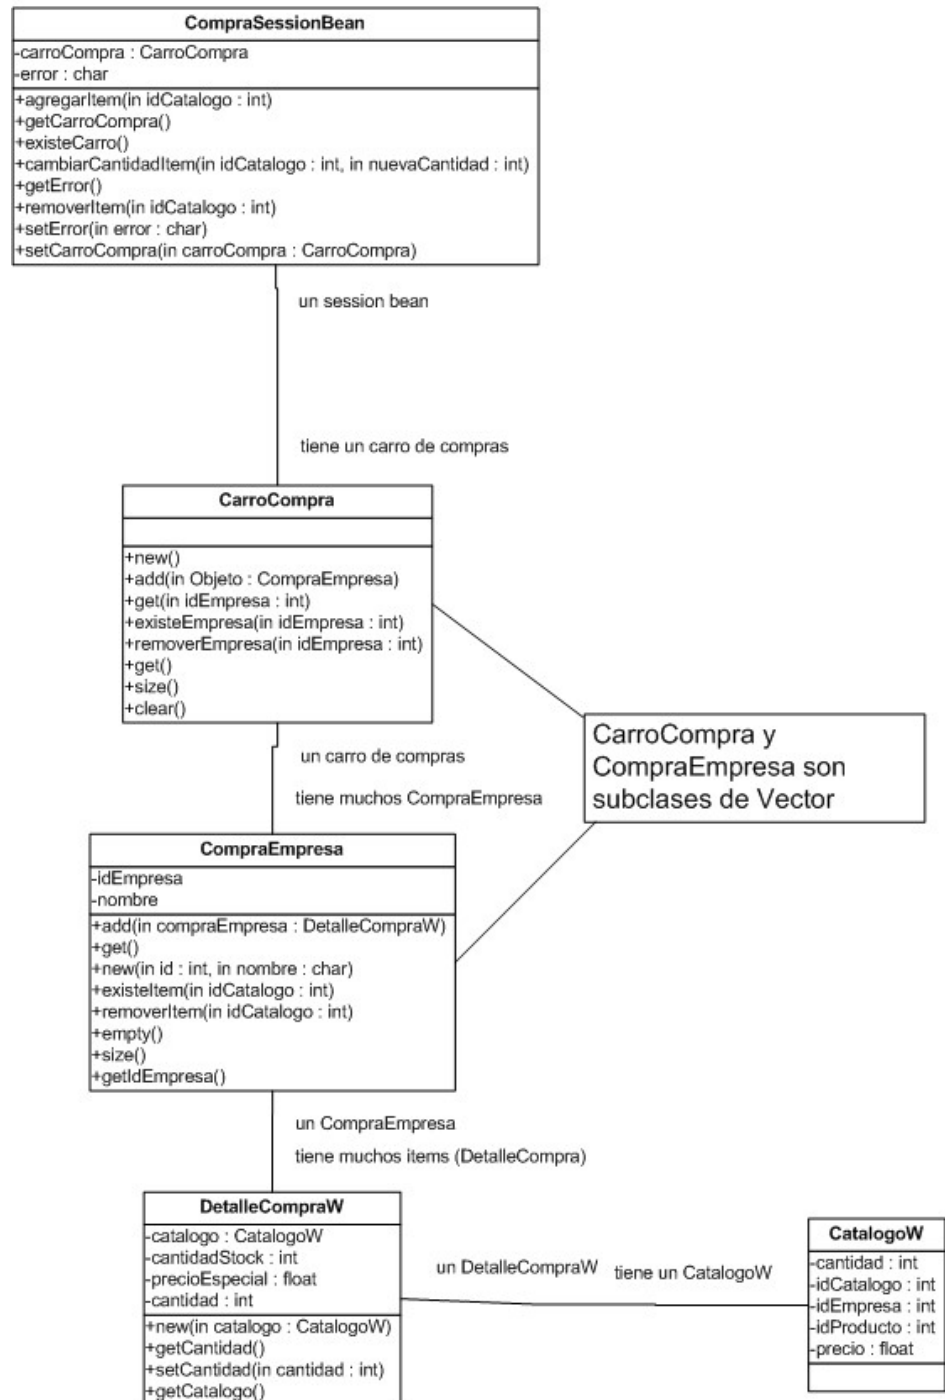 CompraSessionBean
-carroCompra : CarroCompra
-error : char
+agregarItem(in idCatalogo : int)
+getCarroCompra()
+existeCarro()
+cambiarCantidadItem(in idCatalogo : int, in nuevaCantidad : int)
+getError()
+removerItem(in idCatalogo : int)
+setError(in error : char)
+setCarroCompra(in carroCompra : CarroCompra)
un session bean
tiene un carro de compras
CarroCompra
+new()
+add(in Objeto : CompraEmpresa)
+get(in idEmpresa : int)
+existeEmpresa(in idEmpresa : int)
+removerEmpresa(in idEmpresa : int)
+get()
+size()
+clear()
CarroCompra y
CompraEmpresa son
subclases de Vector
un carro de compras
tiene muchos CompraEmpresa
CompraEmpresa
-idEmpresa
-nombre
+add(in compraEmpresa : DetalleCompraW)
+get()
+new(in id : int, in nombre : char)
+existeItem(in idCatalogo : int)
+removerItem(in idCatalogo : int)
+empty()
+size()
+getIdEmpresa()
un CompraEmpresa
tiene muchos items (DetalleCompra)
DetalleCompraW
-catalogo : CatalogoW
-cantidadStock : int
-precioEspecial : float
-cantidad : int
+new(in catalogo : CatalogoW)
+getCantidad()
+setCantidad(in cantidad : int)
+getCatalogo()
un DetalleCompraW
tiene un CatalogoW
CatalogoW
-cantidad : int
-idCatalogo : int
-idEmpresa : int
-idProducto : int
-precio : float